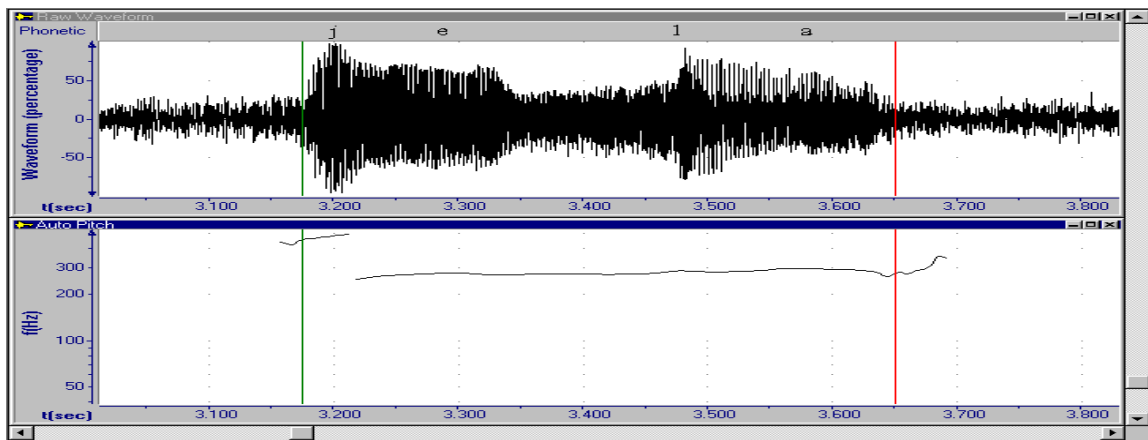 Raw Waveform
Phonetic j e l a
Waveform (percentage)
50
0
-50
t(sec) 3.100 3.200 3.300 3.400 3.500 3.600 3.700 3.800
Auto Pitch
f(Hz)
300
200
100
50
t(sec) 3.100 3.200 3.300 3.400 3.500 3.600 3.700 3.800